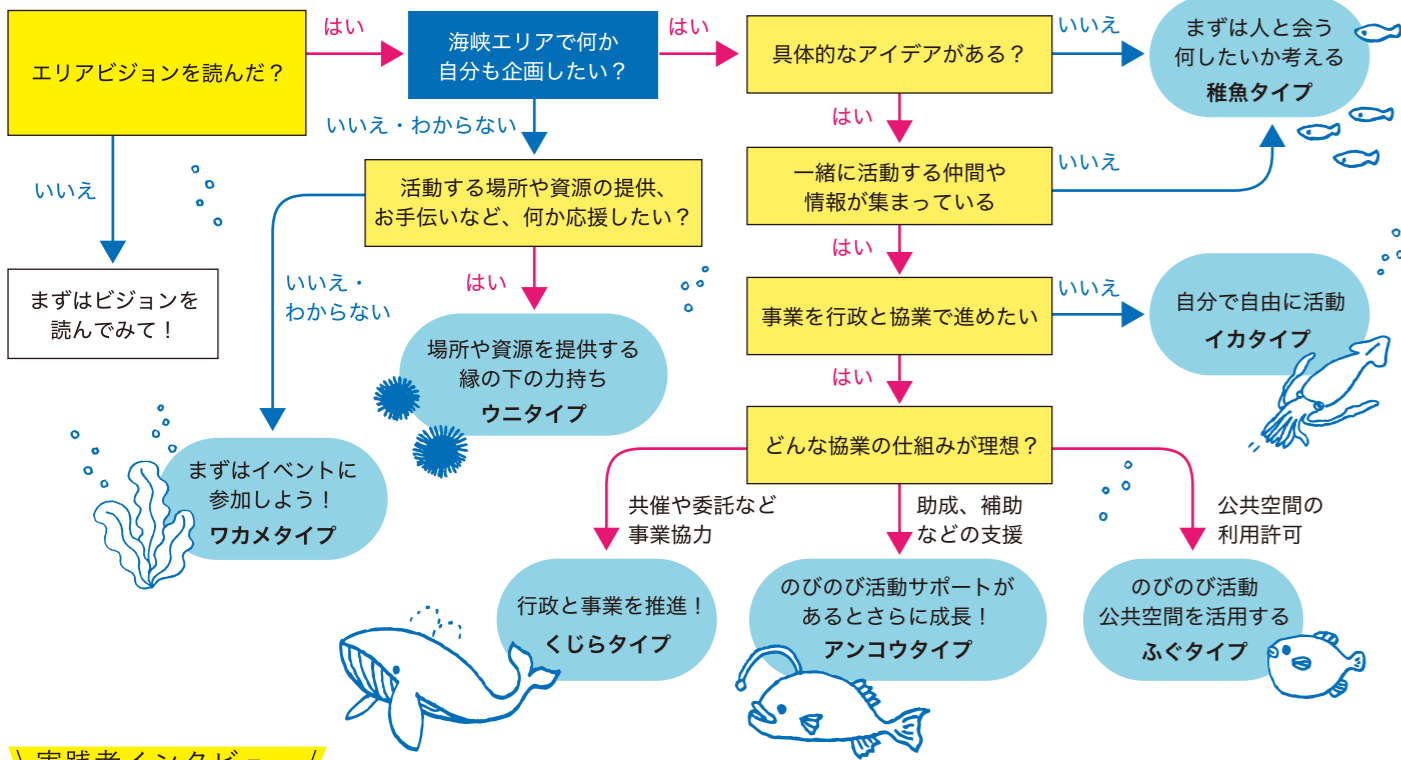 エリアビジョンを読んだ？
はい
海峡エリアで何か
自分も企画したい？
はい
具体的なアイデアがある？
いいえ
まずは人と会う
何したいか考える
稚魚タイプ
いいえ
まずはビジョンを
読んでみて！
いいえ・わからない
活動する場所や資源の提供、
お手伝いなど、何か応援したい？
いいえ・
わからない
まずはイベントに
参加しよう！
ワカメタイプ
はい
場所や資源を提供する
縁の下の力持ち
ウニタイプ
はい
一緒に活動する仲間や
情報が集まっている
いいえ
はい
事業を行政と協業で進めたい
いいえ
自分で自由に活動
イカタイプ
はい
どんな協業の仕組みが理想？
共催や委託など
事業協力
行政と事業を推進！
くじらタイプ
助成、補助
などの支援
のびのび活動サポートが
あるとさらに成長！
アンコウタイプ
公共空間の
利用許可
のびのび活動
公共空間を活用する
ふぐタイプ
実践者インタビュー